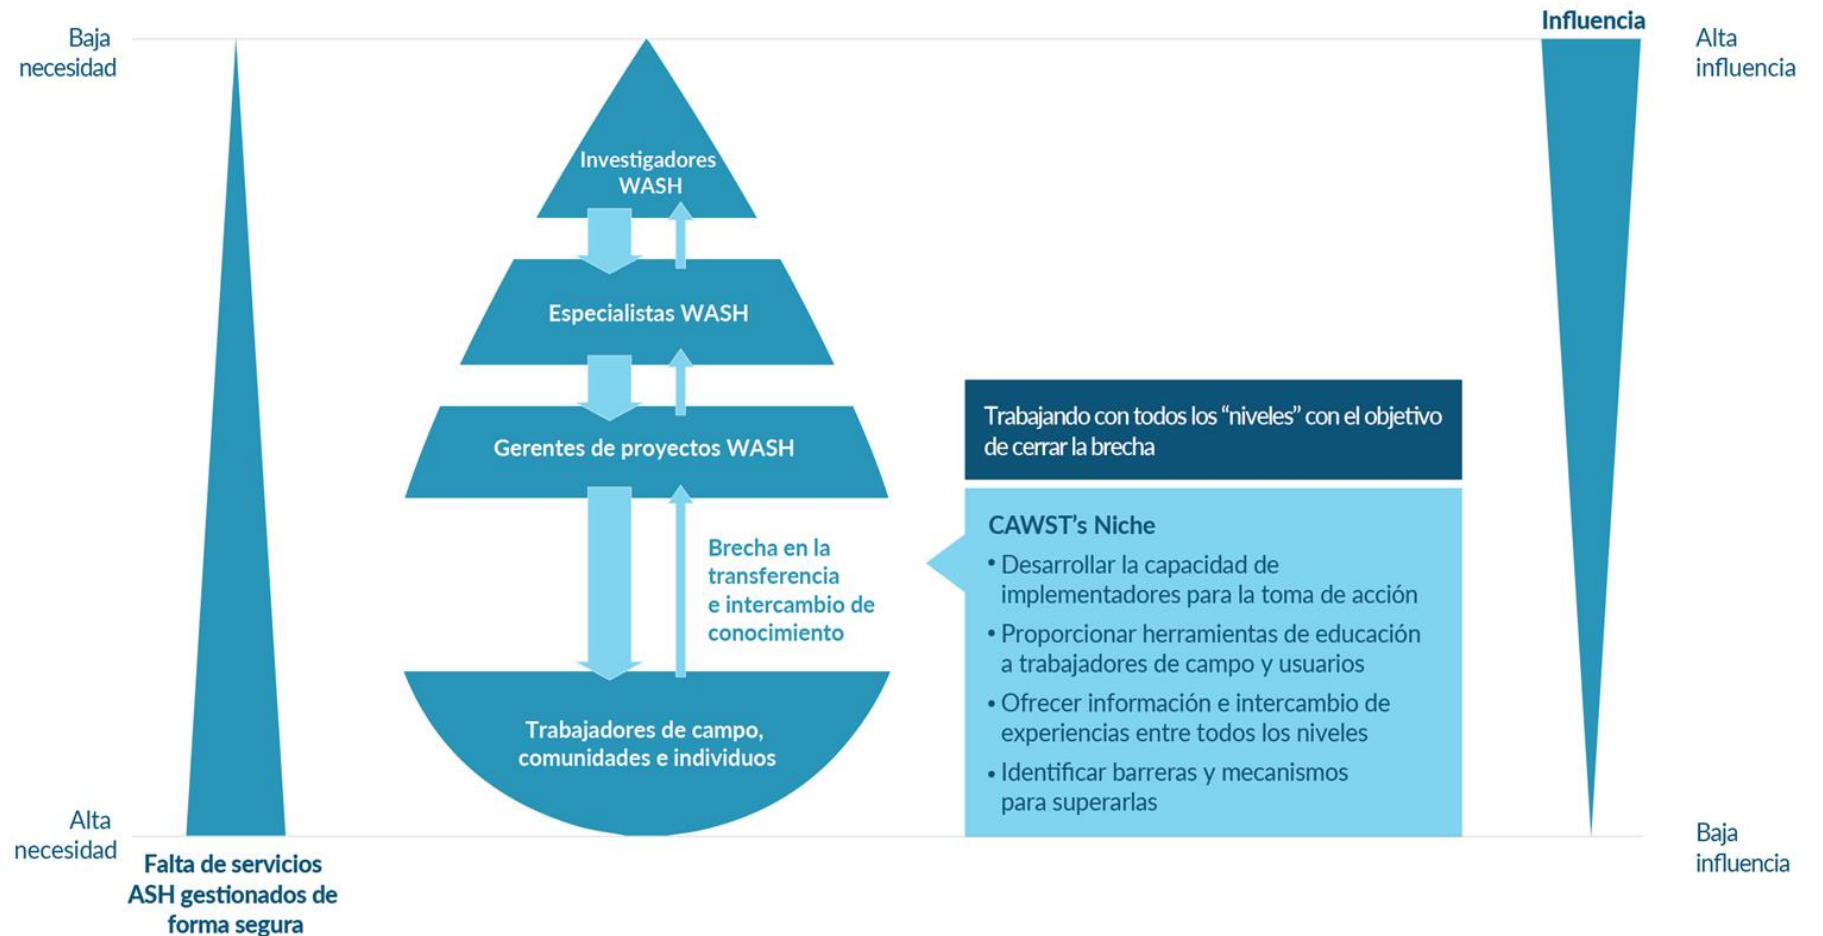 Baja
necesidad
Influencia
Alta
influencia
Investigadores
WASH
Especialistas WASH
Gerentes de proyectos WASH
Brecha en la
transferencia
e intercambio de
conocimiento
Trabajadores de campo,
comunidades e individuos
Trabajando con todos los “niveles” con el objetivo
de cerrar la brecha
CAWST’s Niche
• Desarrollar la capacidad de
implementadores para la toma de acción
• Proporcionar herramientas de educación
a trabajadores de campo y usuarios
• Ofrecer información e intercambio de
experiencias entre todos los niveles
• Identificar barreras y mecanismos
para superarlas
Alta
necesidad
Falta de servicios
ASH gestionados de
forma segura
Baja
influencia